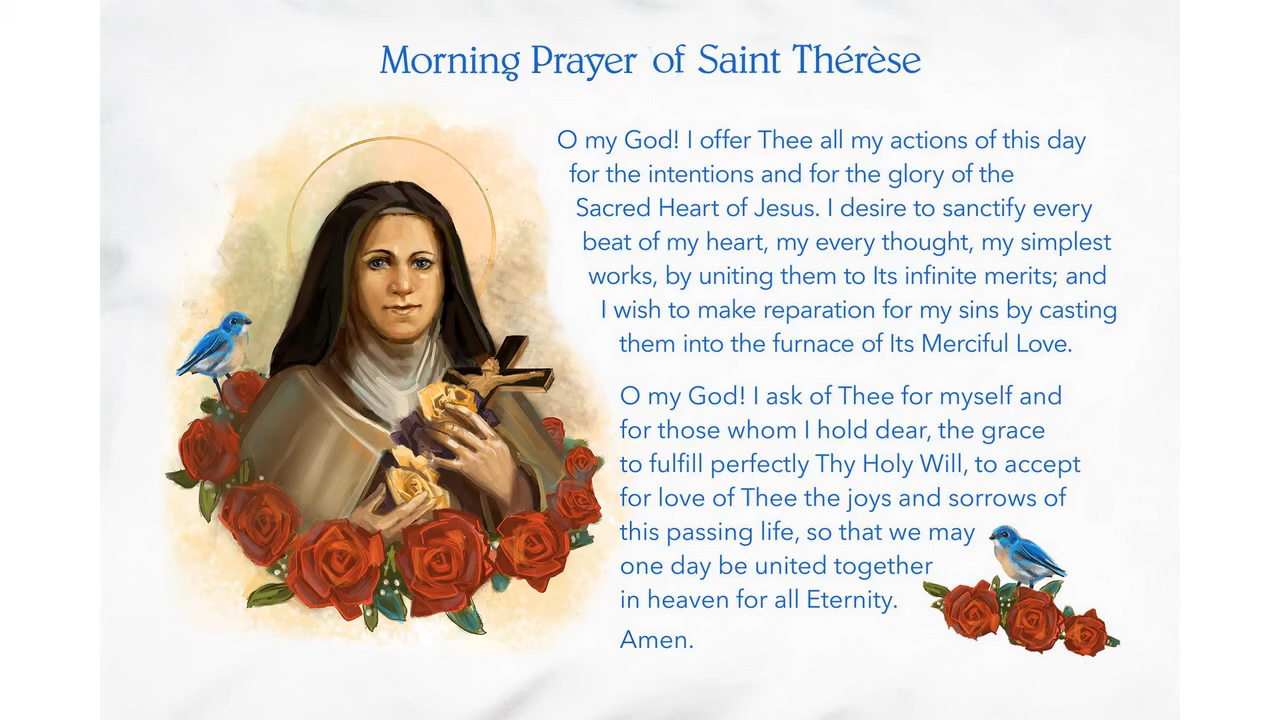 Morning Prayer of Saint Thérèse
O my God! I offer Thee all my actions of this day
for the intentions and for the glory of the
Sacred Heart of Jesus. I desire to sanctify every
beat of my heart, my every thought, my simplest
works, by uniting them to Its infinite merits; and
I wish to make reparation for my sins by casting
them into the furnace of Its Merciful Love.
O my God! I ask of Thee for myself and
for those whom I hold dear, the grace
to fulfill perfectly Thy Holy Will, to accept
for love of Thee the joys and sorrows of
this passing life, so that we may
one day be united together
in heaven for all Eternity.
Amen.